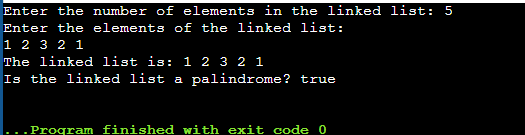 Enter the number of elements in the linked list: 5
Enter the elements of the linked list:
1 2 3 2 1
The linked list is: 1 2 3 2 1
Is the linked list a palindrome? true
...Program finished with exit code 0